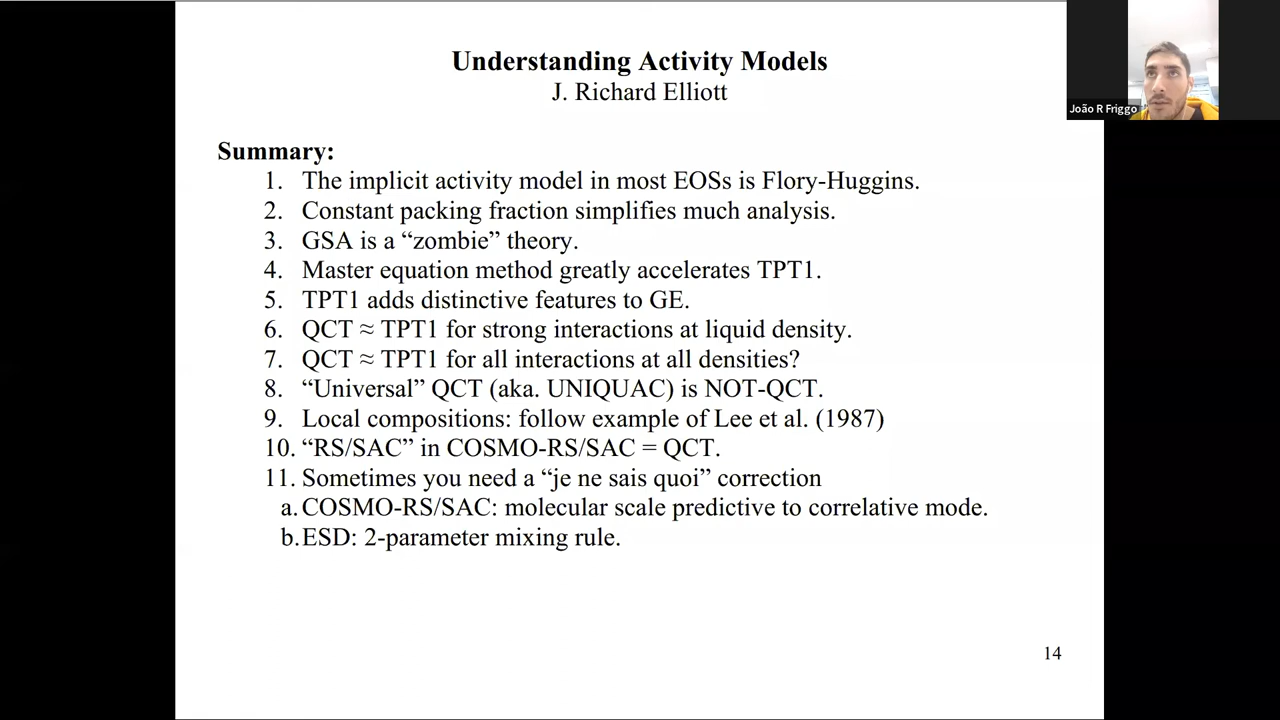 Understanding Activity Models
J. Richard Elliott
João R Friggo
Summary:
1. The implicit activity model in most EOSs is Flory-Huggins.
2. Constant packing fraction simplifies much analysis.
3. GSA is a “zombie” theory.
4. Master equation method greatly accelerates TPT1.
5. TPT1 adds distinctive features to GE.
6. QCT ≈ TPT1 for strong interactions at liquid density.
7. QCT ≈ TPT1 for all interactions at all densities?
8. “Universal” QCT (aka. UNIQUAC) is NOT-QCT.
9. Local compositions: follow example of Lee et al. (1987)
10. “RS/SAC” in COSMO-RS/SAC = QCT.
11. Sometimes you need a “je ne sais quoi” correction
a. COSMO-RS/SAC: molecular scale predictive to correlative mode.
b. ESD: 2-parameter mixing rule.
14